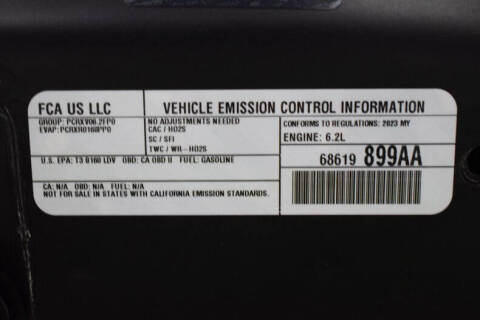 FCA US LLC
VEHICLE EMISSION CONTROL INFORMATION
GROUP: PCRXV06.2FP0
EVAP: PCRXR0160PP0
NO ADJUSTMENTS NEEDED
CAC / HO2S
SC / SFI
TWC / WR-HO2S
CONFORMS TO REGULATIONS: 2023 MY
ENGINE: 6.2L
68619 899AA
U.S. EPA: T3 B160 LDV OBD: CA OBD II FUEL: GASOLINE
CA: N/A OBD: N/A FUEL: N/A
NOT FOR SALE IN STATES WITH CALIFORNIA EMISSION STANDARDS.